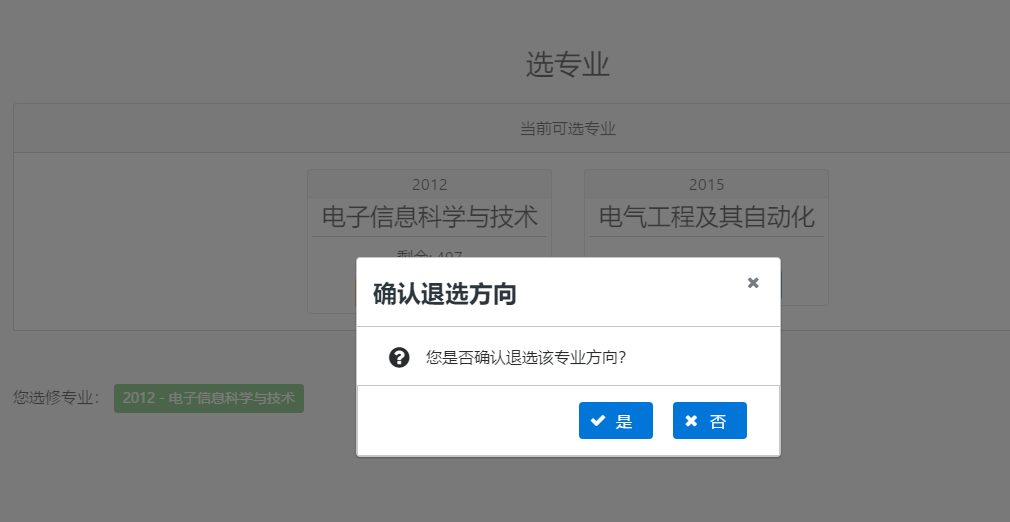 选专业
当前可选专业
2012
电子信息科学与技术
2015
电气工程及其自动化
确认退选方向
您是否确认退选该专业方向?
是
否
您选修专业：
2012 - 电子信息科学与技术